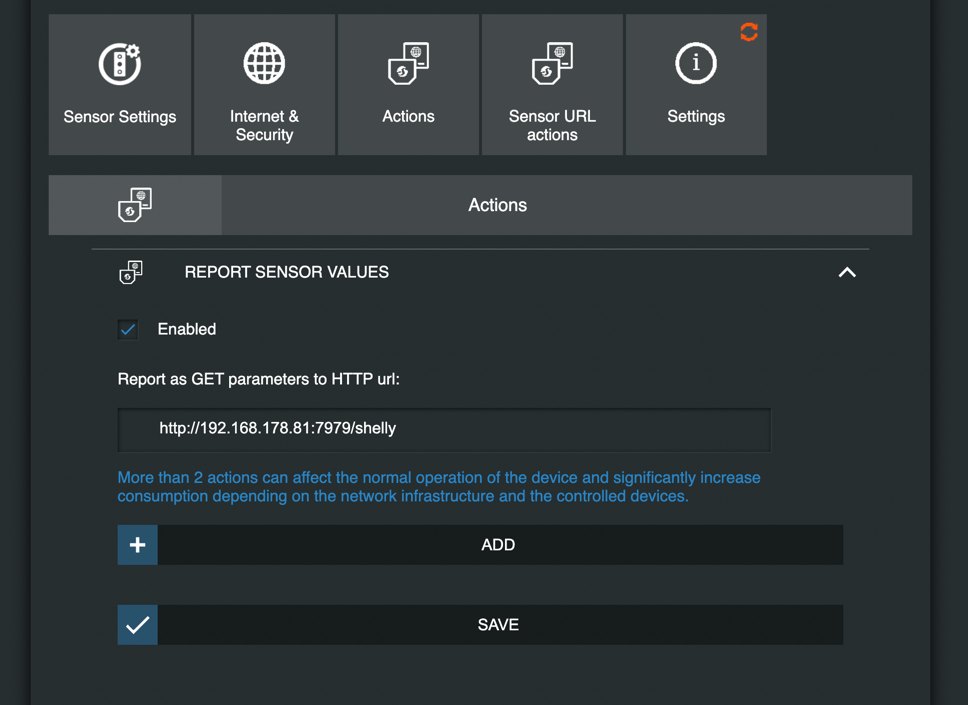 Sensor Settings
Internet &
Security
Actions
Sensor URL
actions
Settings
Actions
REPORT SENSOR VALUES
Enabled
Report as GET parameters to HTTP url:
http://192.168.178.81:7979/shelly
More than 2 actions can affect the normal operation of the device and significantly increase
consumption depending on the network infrastructure and the controlled devices.
ADD
SAVE